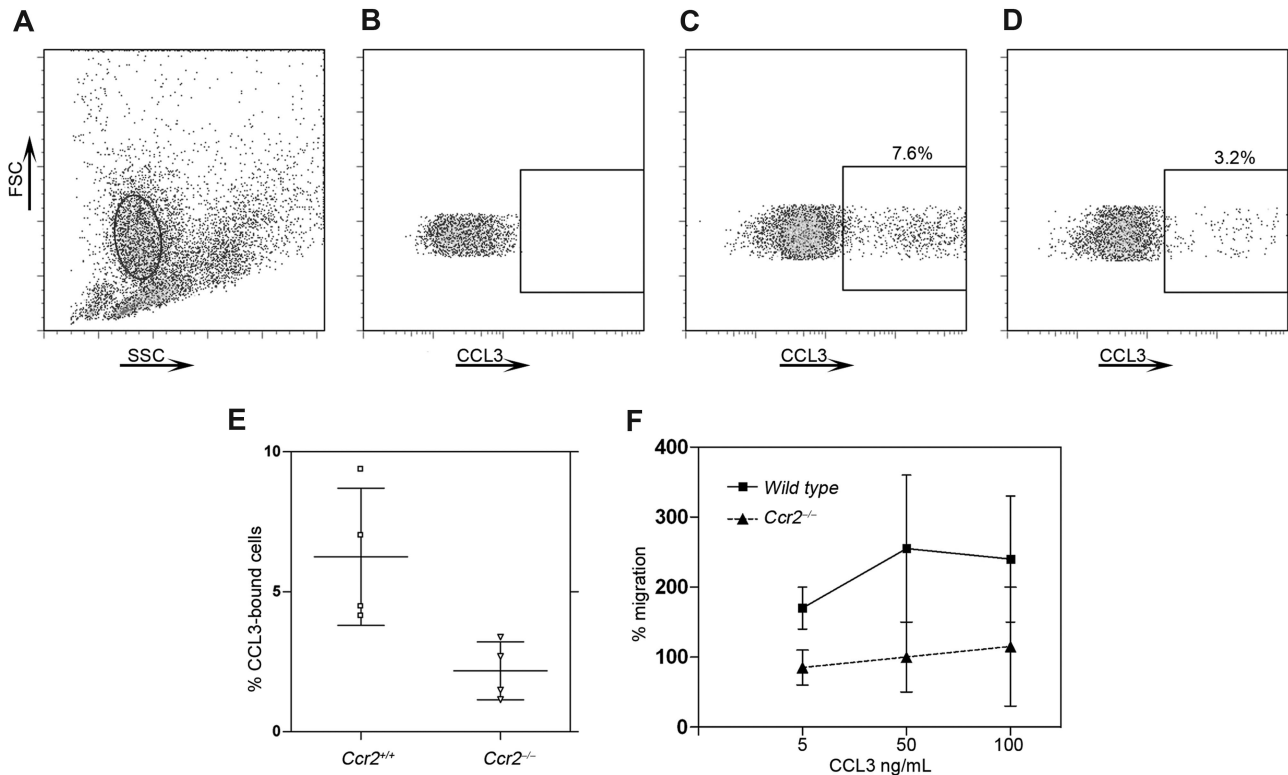 A
B
C
D
FSC
SSC
CCL3
7.6%
CCL3
3.2%
CCL3
E
% CCL3-bound cells
10
5
0
Ccr2+/+
Ccr2−/−
F
% migration
400
300
200
100
0
Wild type
Ccr2−/−
5
50
100
CCL3 ng/mL